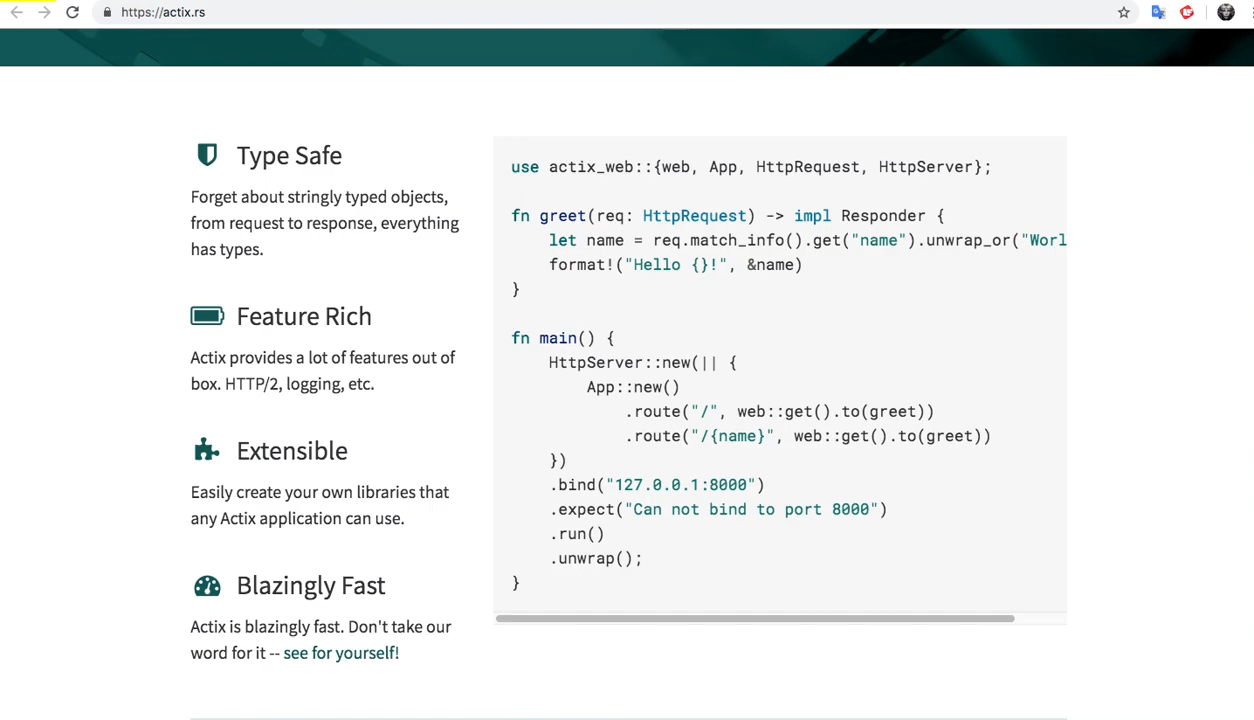 https://actix.rs
Type Safe
Forget about stringly typed objects,
from request to response, everything
has types.
Feature Rich
Actix provides a lot of features out of
box. HTTP/2, logging, etc.
Extensible
Easily create your own libraries that
any Actix application can use.
Blazingly Fast
Actix is blazingly fast. Don't take our
word for it -- see for yourself!
use actix_web::{web, App, HttpRequest, HttpServer};
fn greet(req: HttpRequest) -> impl Responder {
    let name = req.match_info().get("name").unwrap_or("Worl
    format!("Hello {}!", &name)
}
fn main() {
    HttpServer::new(|| {
        App::new()
            .route("/", web::get().to(greet))
            .route("/{name}", web::get().to(greet))
    })
    .bind("127.0.0.1:8000")
    .expect("Can not bind to port 8000")
    .run()
    .unwrap();
}